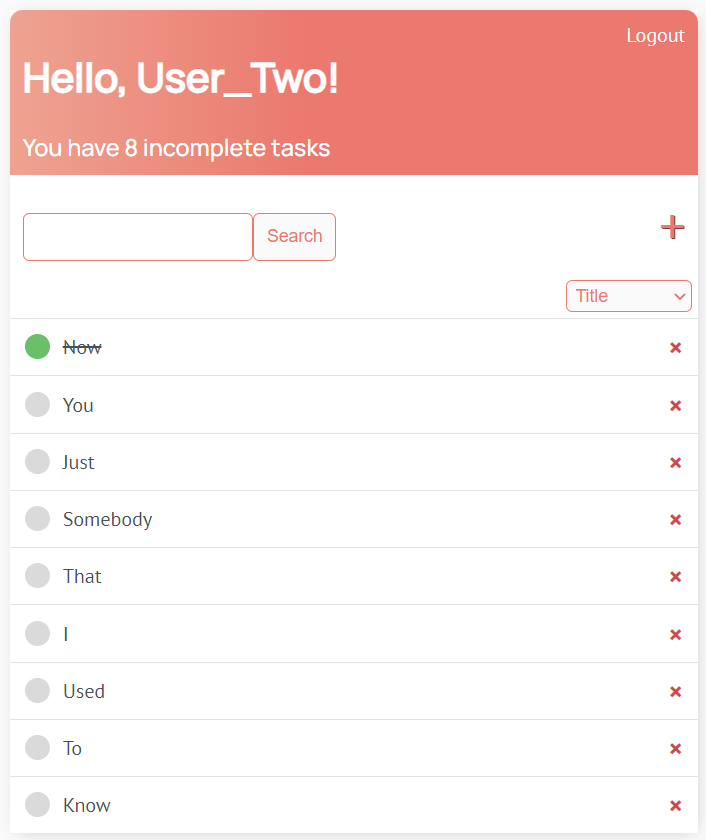 Logout
Hello, User_Two!
You have 8 incomplete tasks
Search
Title
Now
You
Just
Somebody
That
I
Used
To
Know